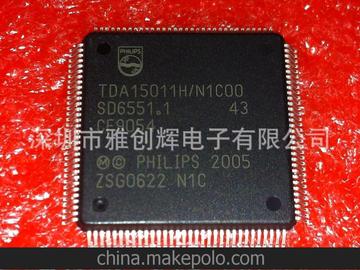 PHILIPS
TDA15011H/N1C00
SD6551.1 43
CE9054
深圳市雅创辉电子有限公司
Ⓜ © PHILIPS 2005
ZSG0622 N1C
china.makepolo.com